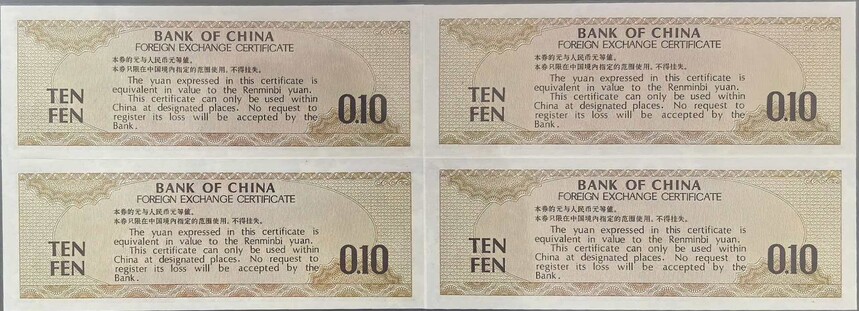 BANK OF CHINA
FOREIGN EXCHANGE CERTIFICATE
本券的元与人民币元等值。
本券只限在中国境内指定的范围使用，不得挂失。
The yuan expressed in this certificate is
equivalent in value to the Renminbi yuan.
This certificate can only be used within
China at designated places. No request to
register its loss will be accepted by the
Bank.
TEN
FEN
0.10
BANK OF CHINA
FOREIGN EXCHANGE CERTIFICATE
本券的元与人民币元等值。
本券只限在中国境内指定的范围使用，不得挂失。
The yuan expressed in this certificate is
equivalent in value to the Renminbi yuan.
This certificate can only be used within
China at designated places. No request to
register its loss will be accepted by the
Bank.
TEN
FEN
0.10
BANK OF CHINA
FOREIGN EXCHANGE CERTIFICATE
本券的元与人民币元等值。
本券只限在中国境内指定的范围使用，不得挂失。
The yuan expressed in this certificate is
equivalent in value to the Renminbi yuan.
This certificate can only be used within
China at designated places. No request to
register its loss will be accepted by the
Bank.
TEN
FEN
0.10
BANK OF CHINA
FOREIGN EXCHANGE CERTIFICATE
本券的元与人民币元等值。
本券只限在中国境内指定的范围使用，不得挂失。
The yuan expressed in this certificate is
equivalent in value to the Renminbi yuan.
This certificate can only be used within
China at designated places. No request to
register its loss will be accepted by the
Bank.
TEN
FEN
0.10